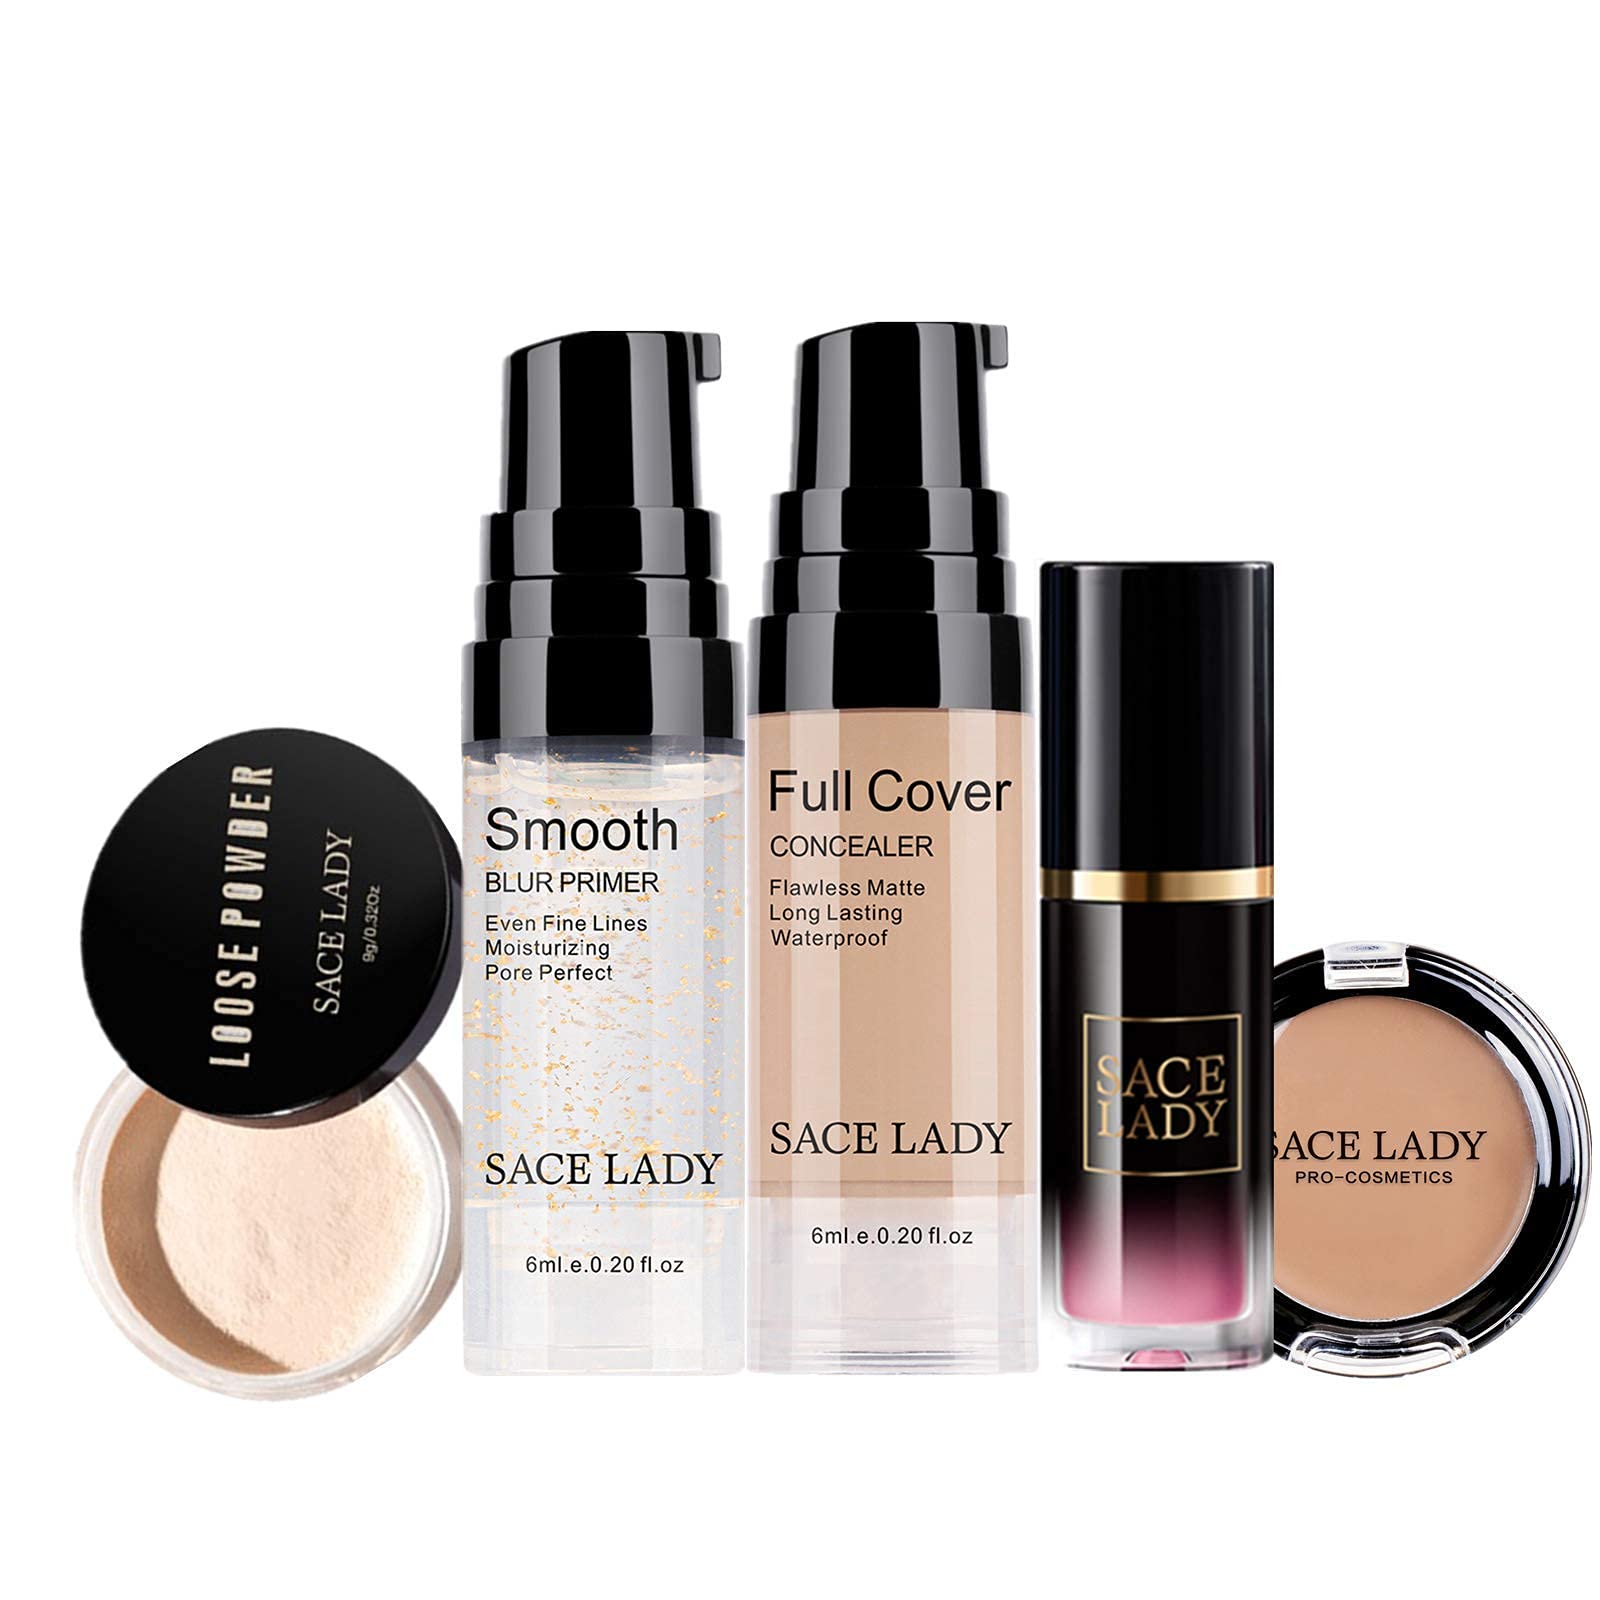 LOOSE POWDER
SACE LADY
9g/0.32Oz
Smooth
BLUR PRIMER
Even Fine Lines
Moisturizing
Pore Perfect
SACE LADY
6ml.e.0.20 fl.oz
Full Cover
CONCEALER
Flawless Matte
Long Lasting
Waterproof
SACE LADY
6ml.e.0.20 fl.oz
SACE
LADY
SACE LADY
PRO-COSMETICS